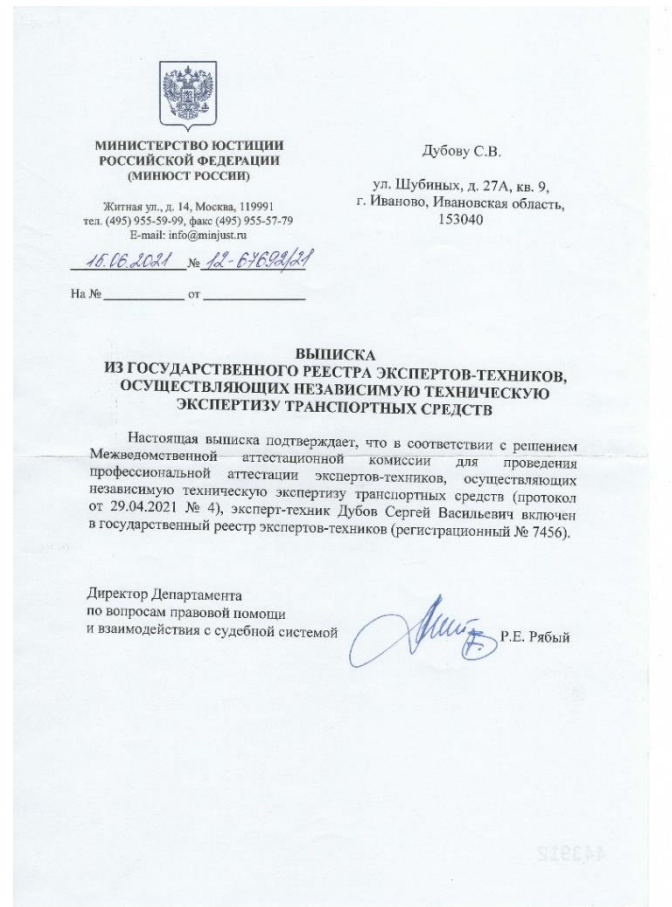 МИНИСТЕРСТВО ЮСТИЦИИ
РОССИЙСКОЙ ФЕДЕРАЦИИ
(МИНЮСТ РОССИИ)
Житная ул., д. 14, Москва, 119991
тел. (495) 955-59-99, факс (495) 955-57-79
E-mail: info@minjust.ru
16.06.2021 № 12-67692/21
На № от
Дубову С.В.
ул. Шубиных, д. 27А, кв. 9,
г. Иваново, Ивановская область,
153040
ВЫПИСКА
ИЗ ГОСУДАРСТВЕННОГО РЕЕСТРА ЭКСПЕРТОВ-ТЕХНИКОВ,
ОСУЩЕСТВЛЯЮЩИХ НЕЗАВИСИМУЮ ТЕХНИЧЕСКУЮ
ЭКСПЕРТИЗУ ТРАНСПОРТНЫХ СРЕДСТВ
Настоящая выписка подтверждает, что в соответствии с решением
Межведомственной аттестационной комиссии для проведения
профессиональной аттестации экспертов-техников, осуществляющих
независимую техническую экспертизу транспортных средств (протокол
от 29.04.2021 № 4), эксперт-техник Дубов Сергей Васильевич включен
в государственный реестр экспертов-техников (регистрационный № 7456).
Директор Департамента
по вопросам правовой помощи
и взаимодействия с судебной системой
Р.Е. Рябый